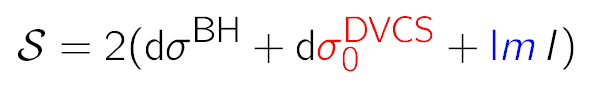 𝒮 = 2(dσ^BH + dσ_0^DVCS + Im I)